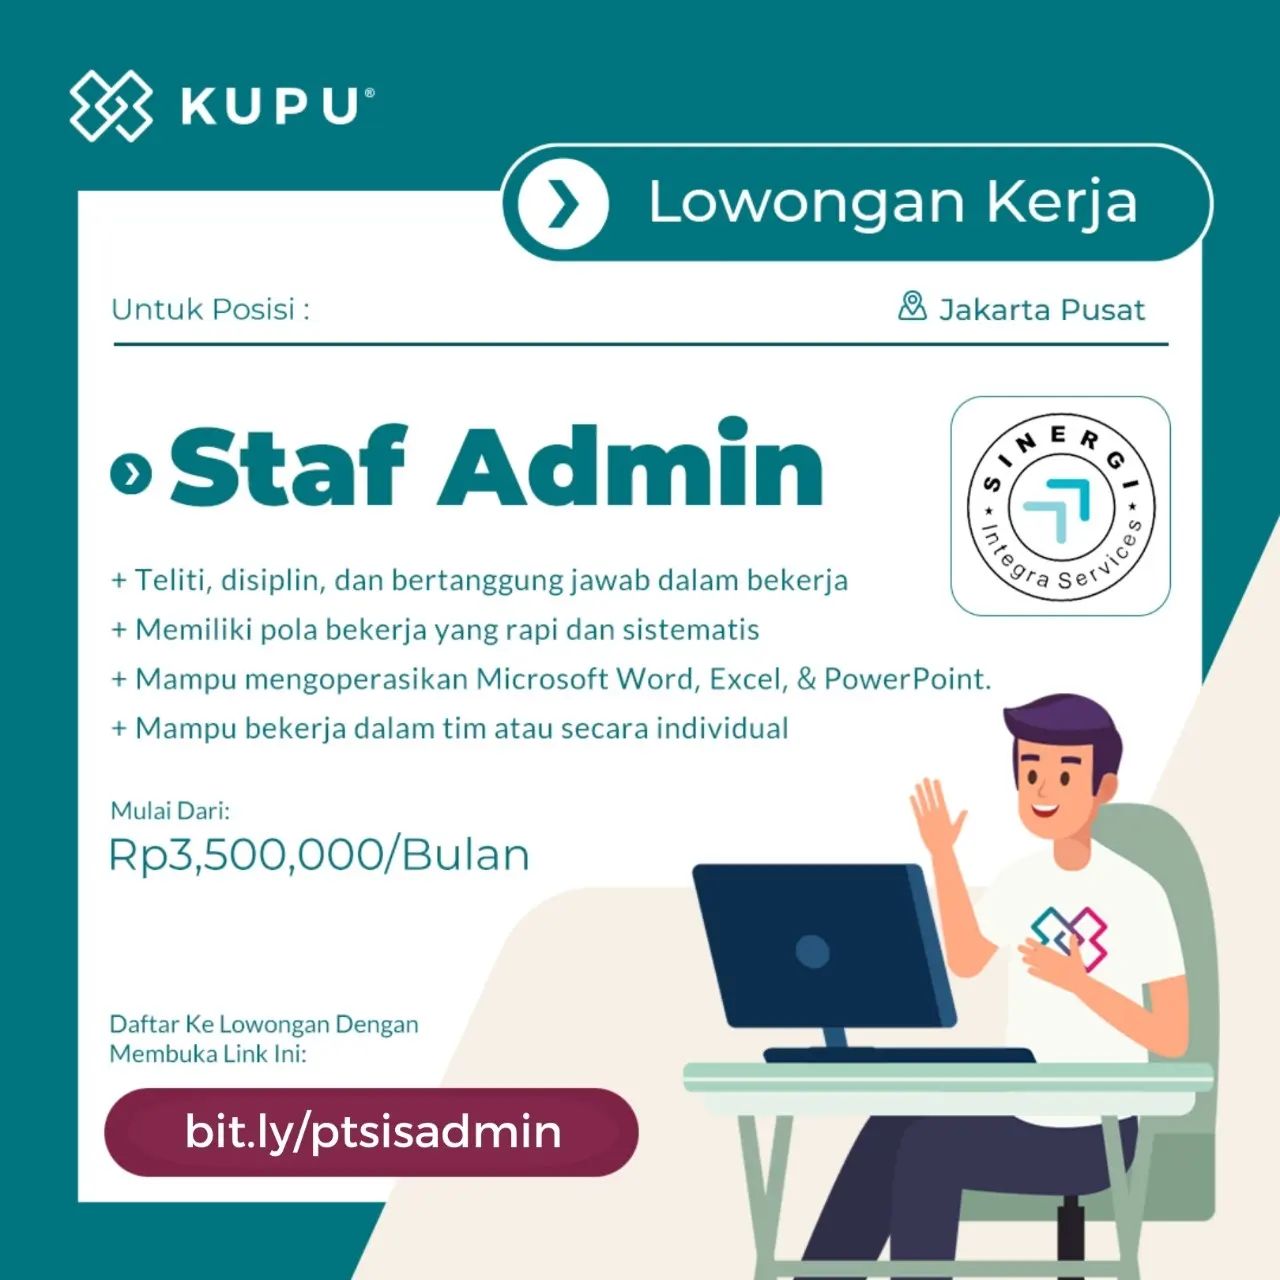 KUPU®
Lowongan Kerja
Untuk Posisi :
Jakarta Pusat
Staf Admin
SINERGI
Integra Services
+ Teliti, disiplin, dan bertanggung jawab dalam bekerja
+ Memiliki pola bekerja yang rapi dan sistematis
+ Mampu mengoperasikan Microsoft Word, Excel, & PowerPoint.
+ Mampu bekerja dalam tim atau secara individual
Mulai Dari:
Rp3,500,000/Bulan
Daftar Ke Lowongan Dengan
Membuka Link Ini:
bit.ly/ptsisadmin